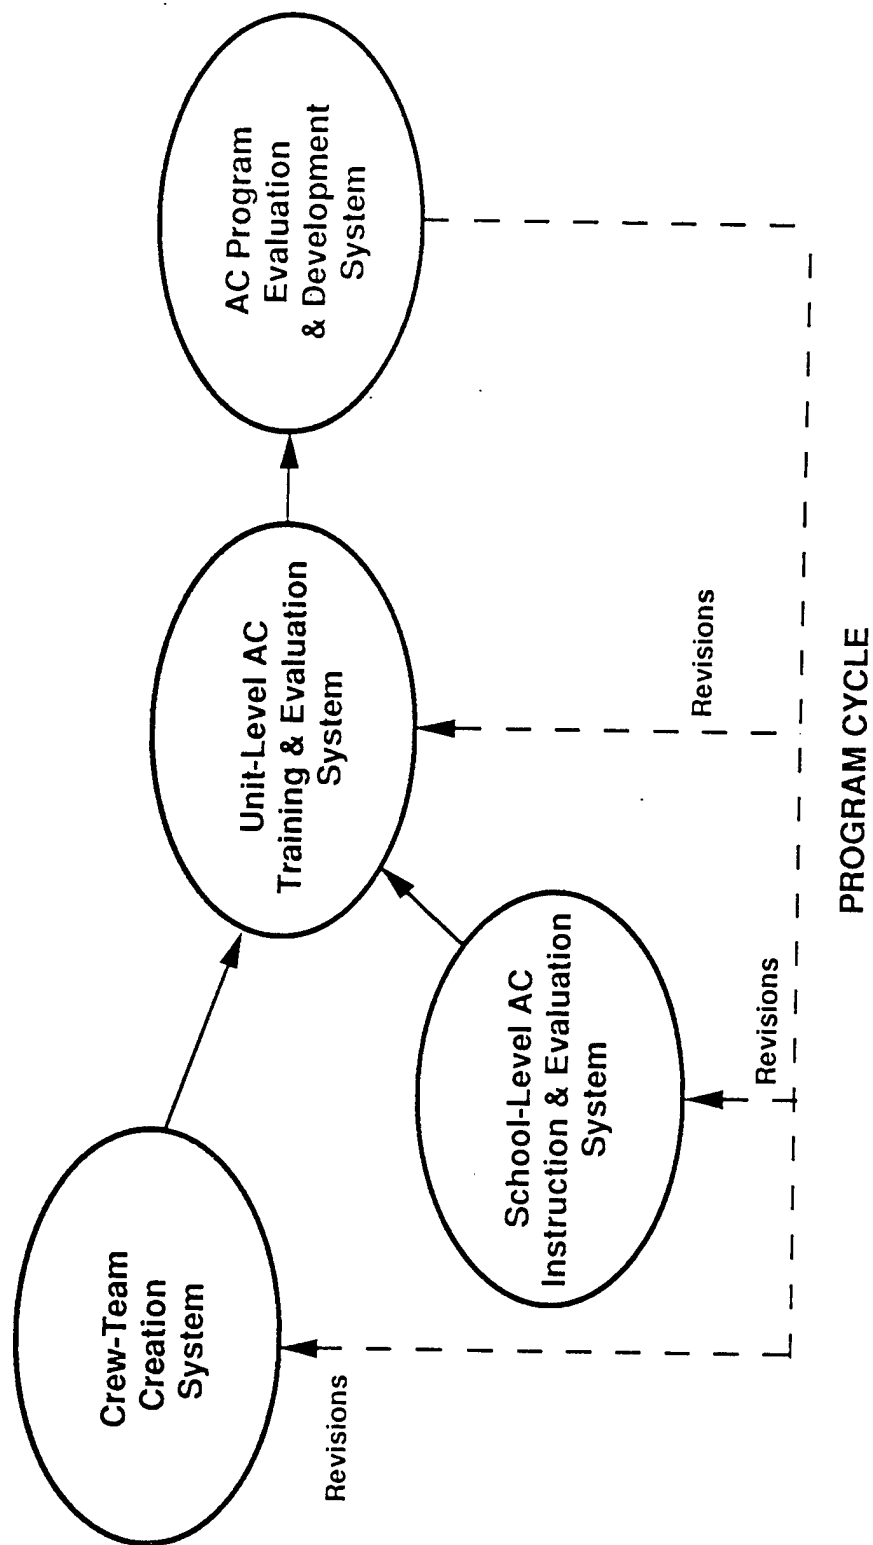 Crew-Team
Creation
System
Revisions
School-Level AC
Instruction & Evaluation
System
Revisions
Unit-Level AC
Training & Evaluation
System
Revisions
AC Program
Evaluation
& Development
System
PROGRAM CYCLE